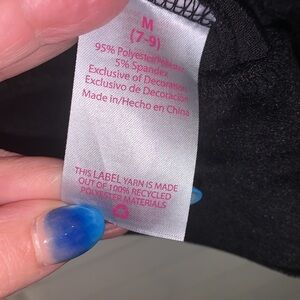 M
(7-9)
95% Polyester/Poliéster
5% Spandex
Exclusive of Decoration
Exclusivo de Decoración
Made in/Hecho en China
THIS LABEL YARN IS MADE
OUT OF 100% RECYCLED
POLYESTER MATERIALS